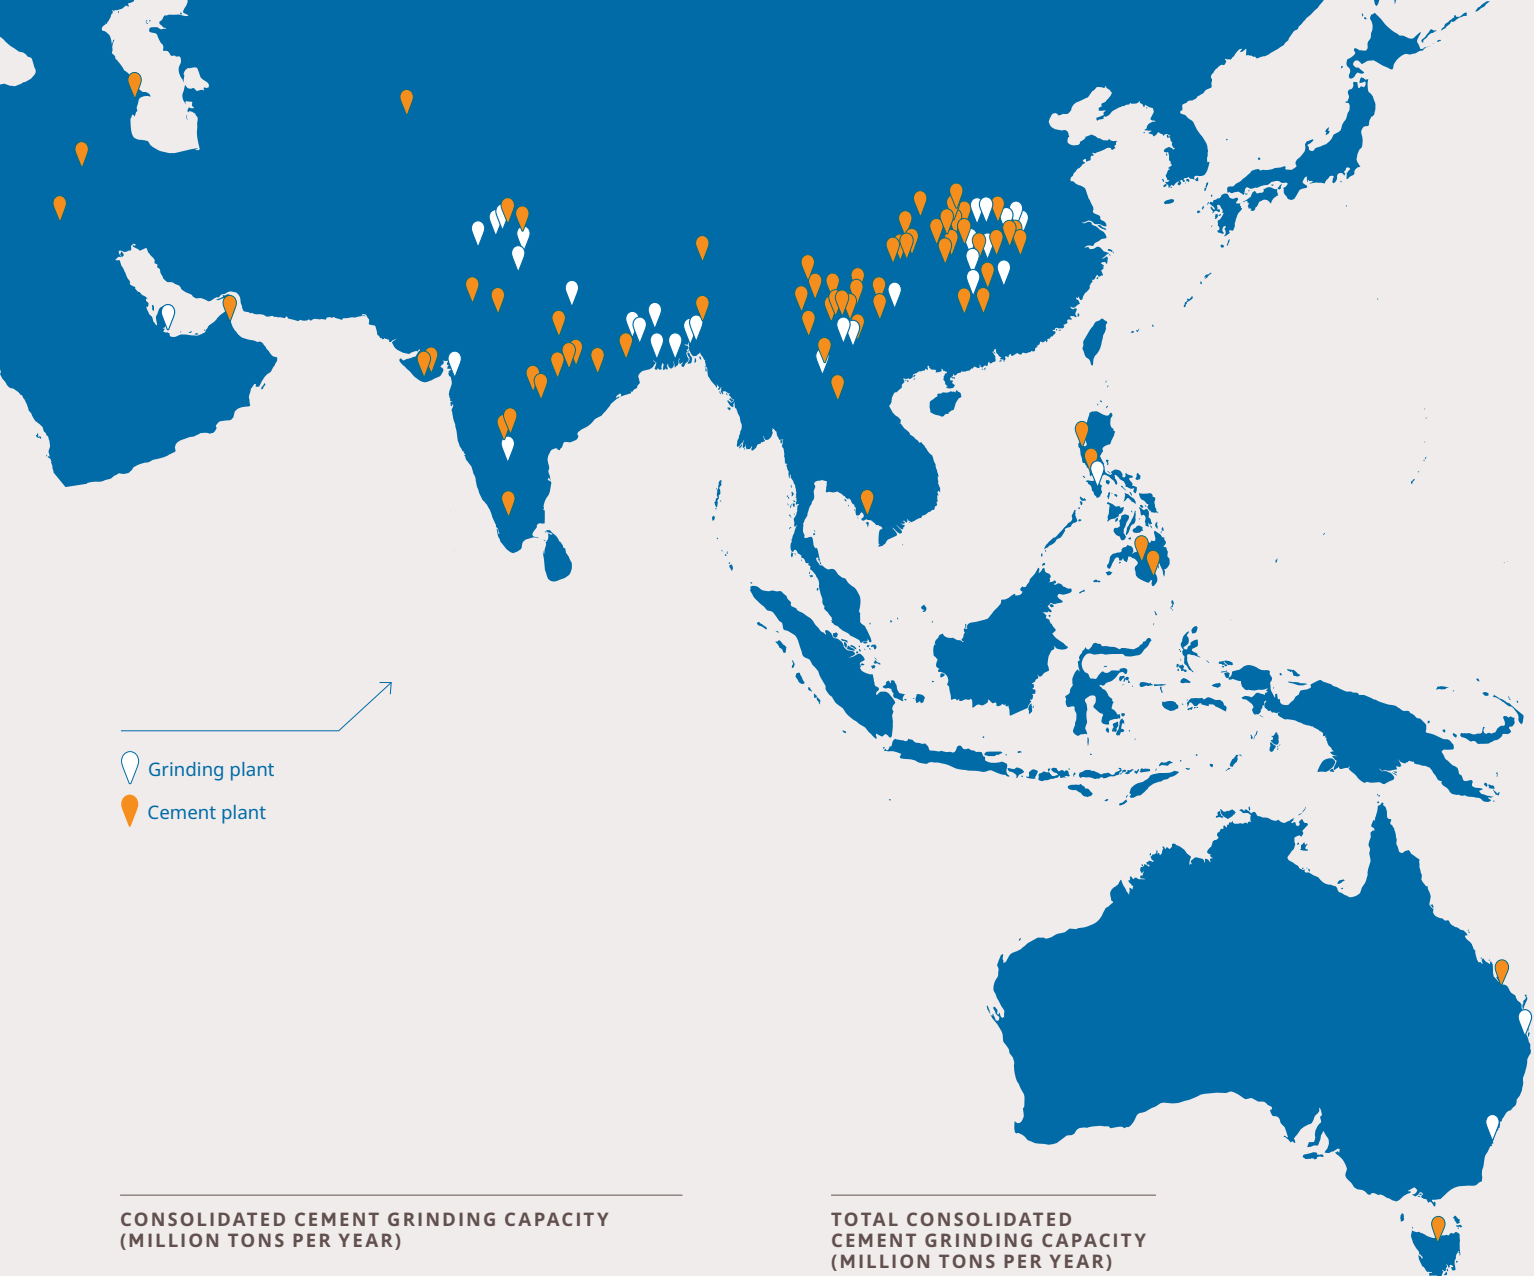 Grinding plant
Cement plant
CONSOLIDATED CEMENT GRINDING CAPACITY
(MILLION TONS PER YEAR)
TOTAL CONSOLIDATED
CEMENT GRINDING CAPACITY
(MILLION TONS PER YEAR)